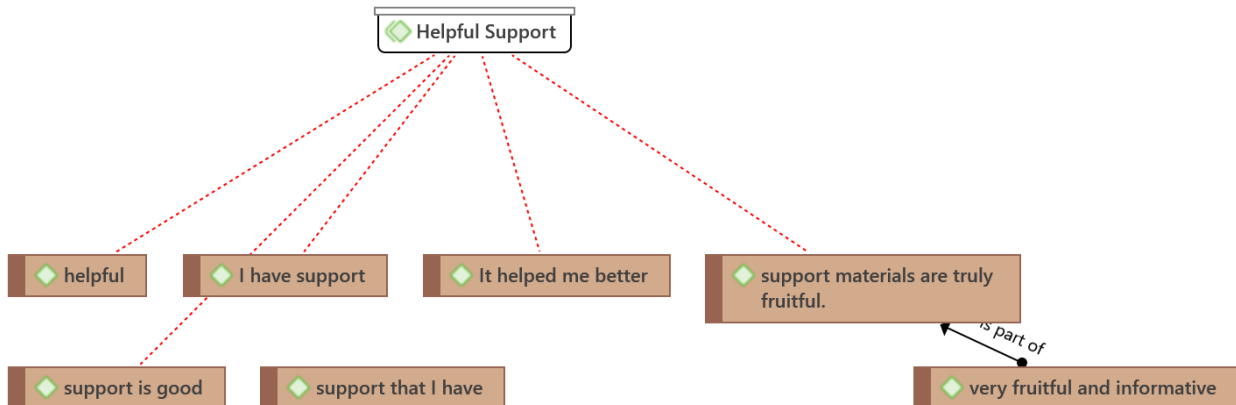 Helpful Support
helpful
I have support
It helped me better
support materials are truly
fruitful.
is part of
support is good
support that I have
very fruitful and informative